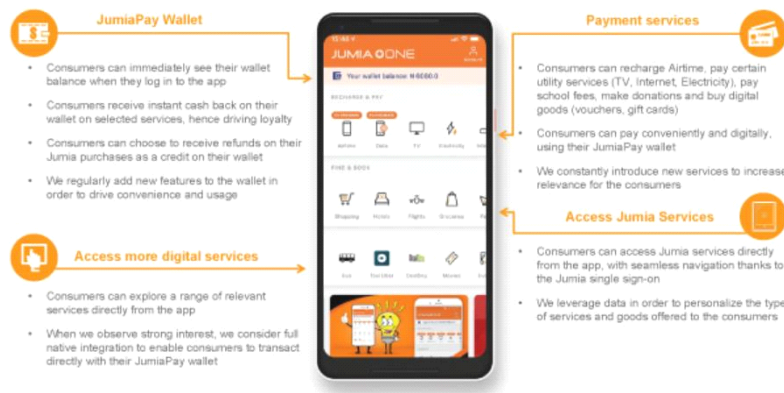 JumiaPay Wallet
• Consumers can immediately see their wallet
balance when they log in to the app
• Consumers receive instant cash back on their
wallet on selected services, hence driving loyalty
• Consumers can choose to receive refunds on their
Jumia purchases as a credit on their wallet
• We regularly add new features to the wallet in
order to drive convenience and usage
Access more digital services
• Consumers can explore a range of relevant
services directly from the app
• When we observe strong interest, we consider full
native integration to enable consumers to transact
directly with their JumiaPay wallet
JUMIA ONE
Your wallet balance: ₦5000.0
RECHARGE & PAY
Airtime Data TV Electricity
FIND & BOOK
Shopping Hotels Flights Groceries
Bus Movies
Payment services
• Consumers can recharge Airtime, pay certain
utility services (TV, Internet, Electricity), pay
school fees, make donations and buy digital
goods (vouchers, gift cards)
• Consumers can pay conveniently and digitally,
using their JumiaPay wallet
• We constantly introduce new services to increase
relevance for the consumers
Access Jumia Services
• Consumers can access Jumia services directly
from the app, with seamless navigation thanks to
the Jumia single sign-on
• We leverage data in order to personalize the type
of services and goods offered to the consumers